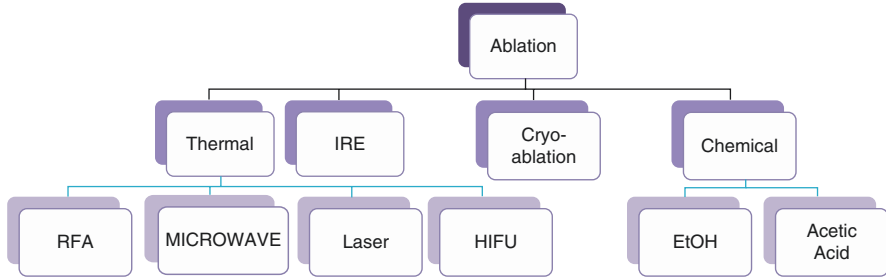 Ablation
Thermal
IRE
Cryo-
ablation
Chemical
RFA
MICROWAVE
Laser
HIFU
EtOH
Acetic
Acid